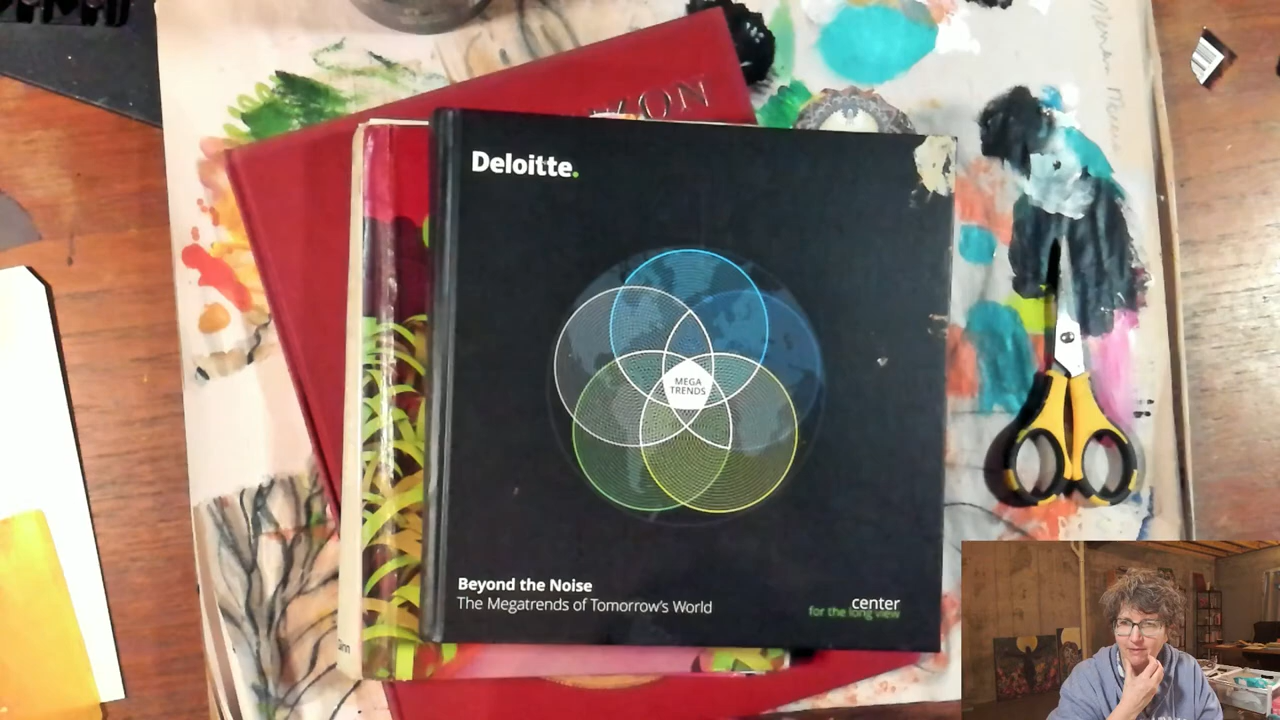 Deloitte.
MEGA
TRENDS
Beyond the Noise
The Megatrends of Tomorrow's World
center
for the long view